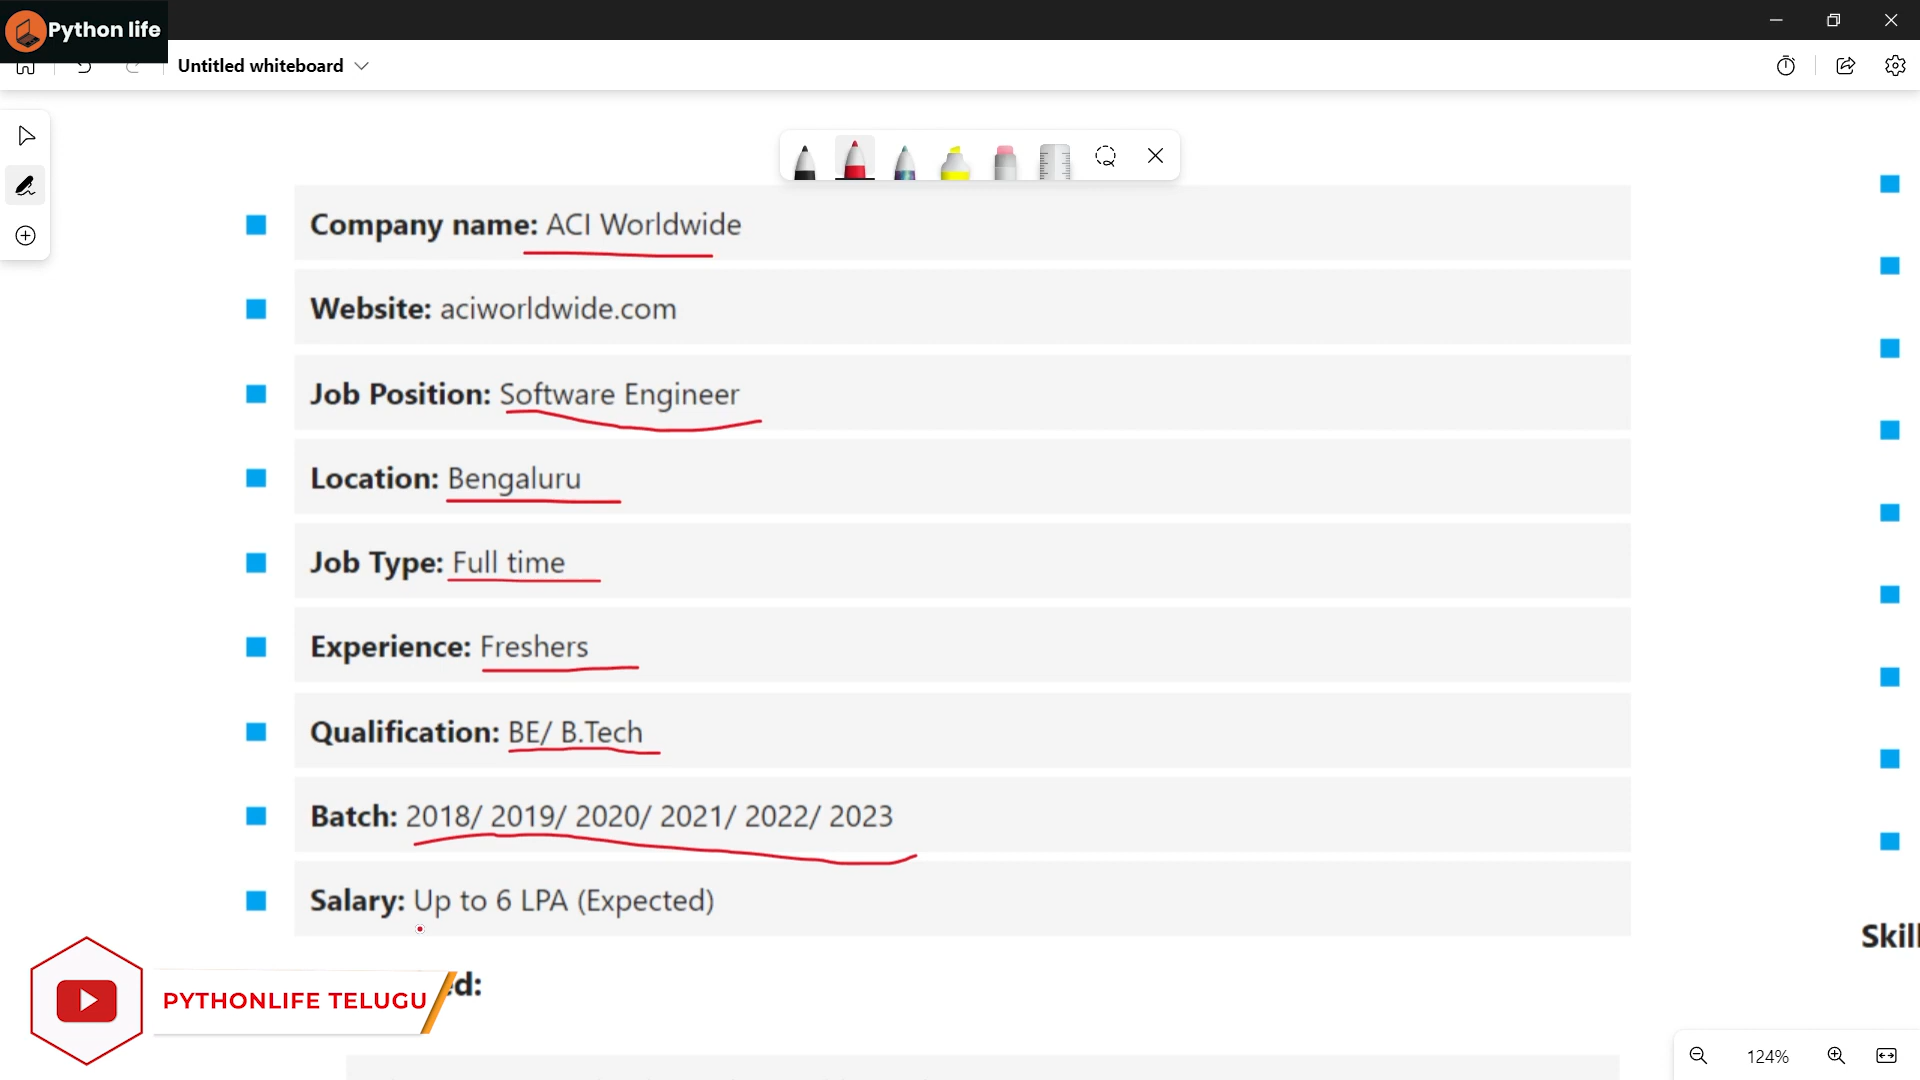 Python life
Untitled whiteboard
Company name: ACI Worldwide
Website: aciworldwide.com
Job Position: Software Engineer
Location: Bengaluru
Job Type: Full time
Experience: Freshers
Qualification: BE/ B.Tech
Batch: 2018/ 2019/ 2020/ 2021/ 2022/ 2023
Salary: Up to 6 LPA (Expected)
Skill
ed:
PYTHONLIFE TELUGU
124%